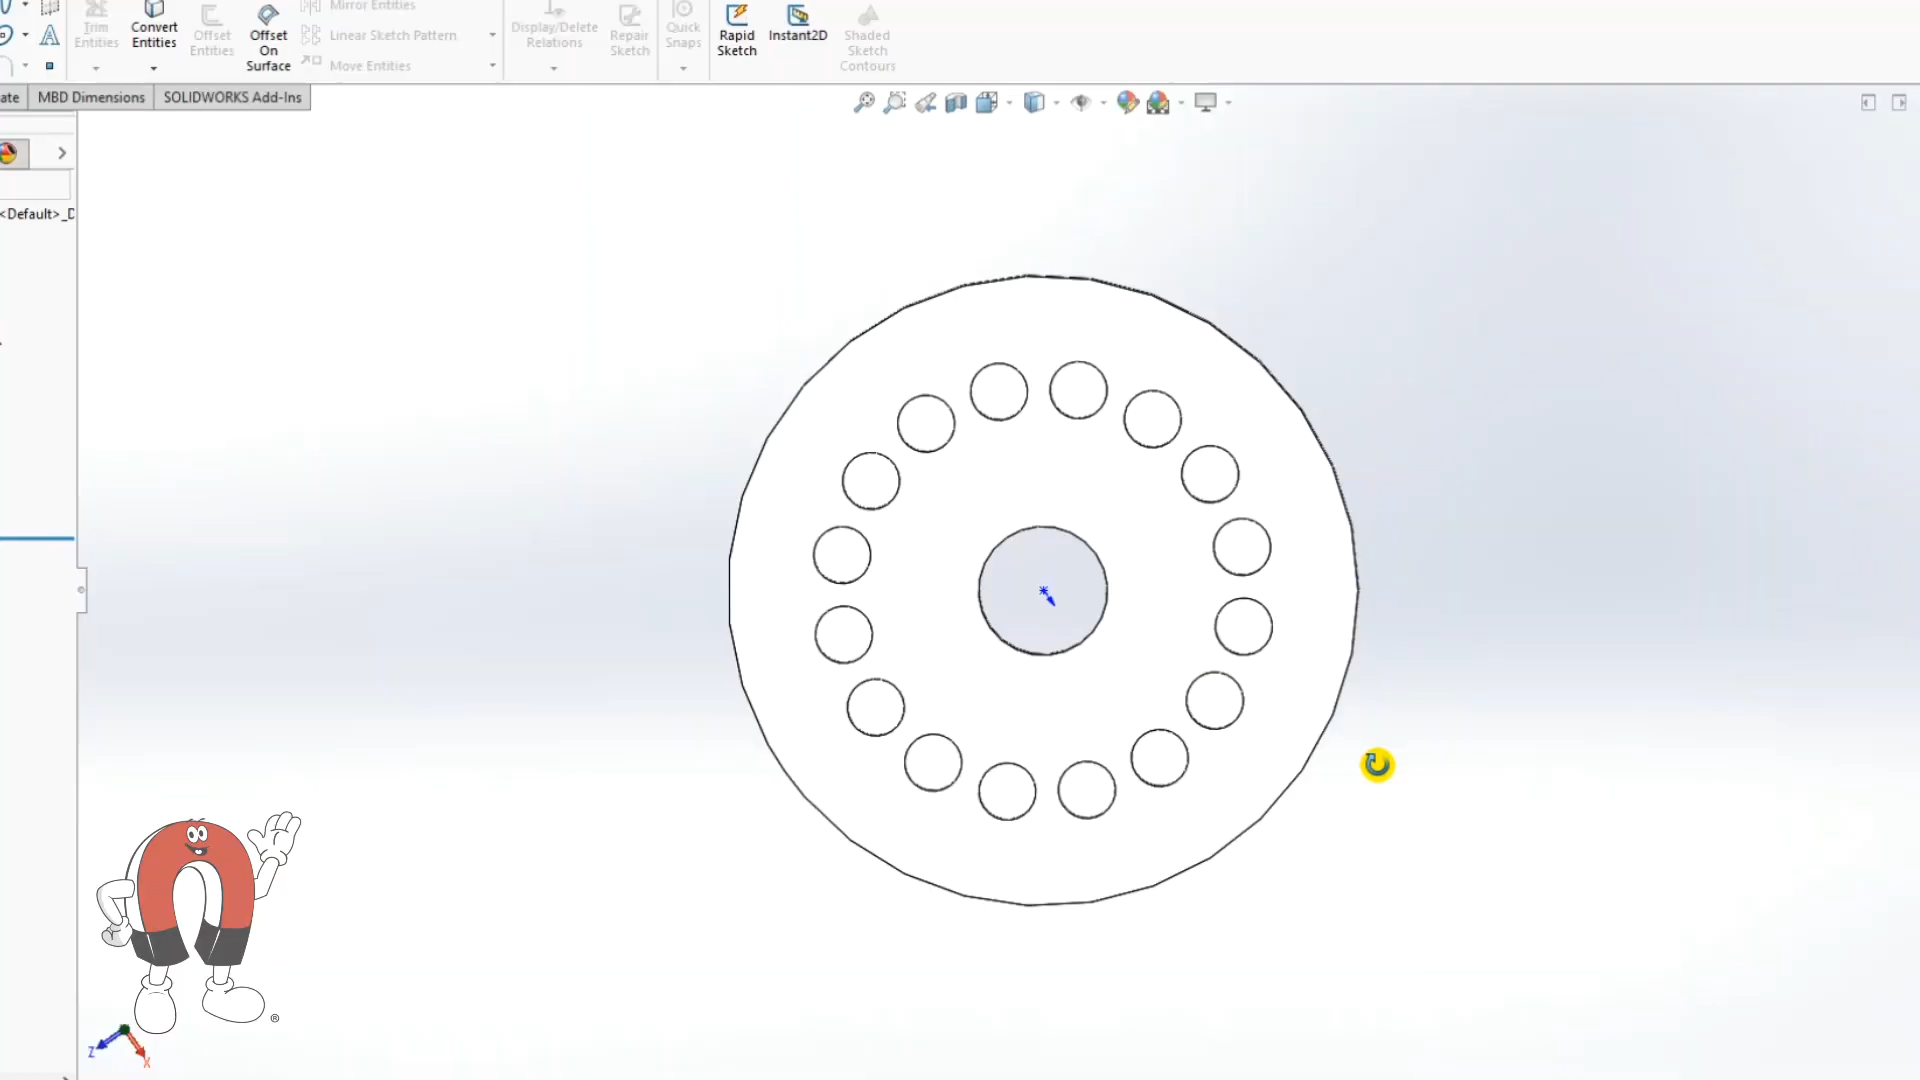 Mirror Entities
Trim
Entities
Convert
Entities
Offset
Entities
Offset
On
Surface
Linear Sketch Pattern
Move Entities
Display/Delete
Relations
Repair
Sketch
Quick
Snaps
Rapid
Sketch
Instant2D
Shaded
Sketch
Contours
ate
MBD Dimensions
SOLIDWORKS Add-Ins
<Default>_D
®
Z
X